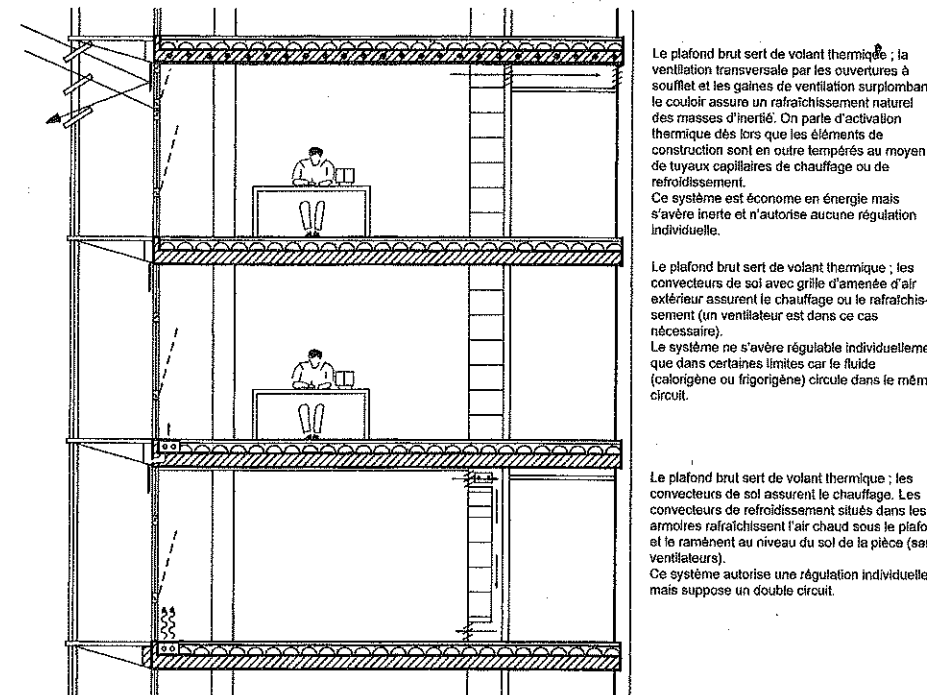 Le plafond brut sert de volant thermique ; la
ventilation transversale par les ouvertures à
soufflet et les gaines de ventilation surplomban
le couloir assure un rafraîchissement naturel
des masses d'inertie. On parle d'activation
thermique dès lors que les éléments de
construction sont en outre tempérés au moyen
de tuyaux capillaires de chauffage ou de
refroidissement.
Ce système est économe en énergie mais
s'avère inerte et n'autorise aucune régulation
individuelle.
Le plafond brut sert de volant thermique ; les
convecteurs de sol avec grille d'amenée d'air
extérieur assurent le chauffage ou le rafraîchis-
sement (un ventilateur est dans ce cas
nécessaire).
Le système ne s'avère régulable individuelleme
que dans certaines limites car le fluide
(calorigène ou frigorigène) circule dans le mêm
circuit.
Le plafond brut sert de volant thermique ; les
convecteurs de sol assurent le chauffage. Les
convecteurs de refroidissement situés dans les
armoires rafraîchissent l'air chaud sous le plafo
et le ramènent au niveau du sol de la pièce (sa
ventilateurs).
Ce système autorise une régulation individuelle
mais suppose un double circuit.